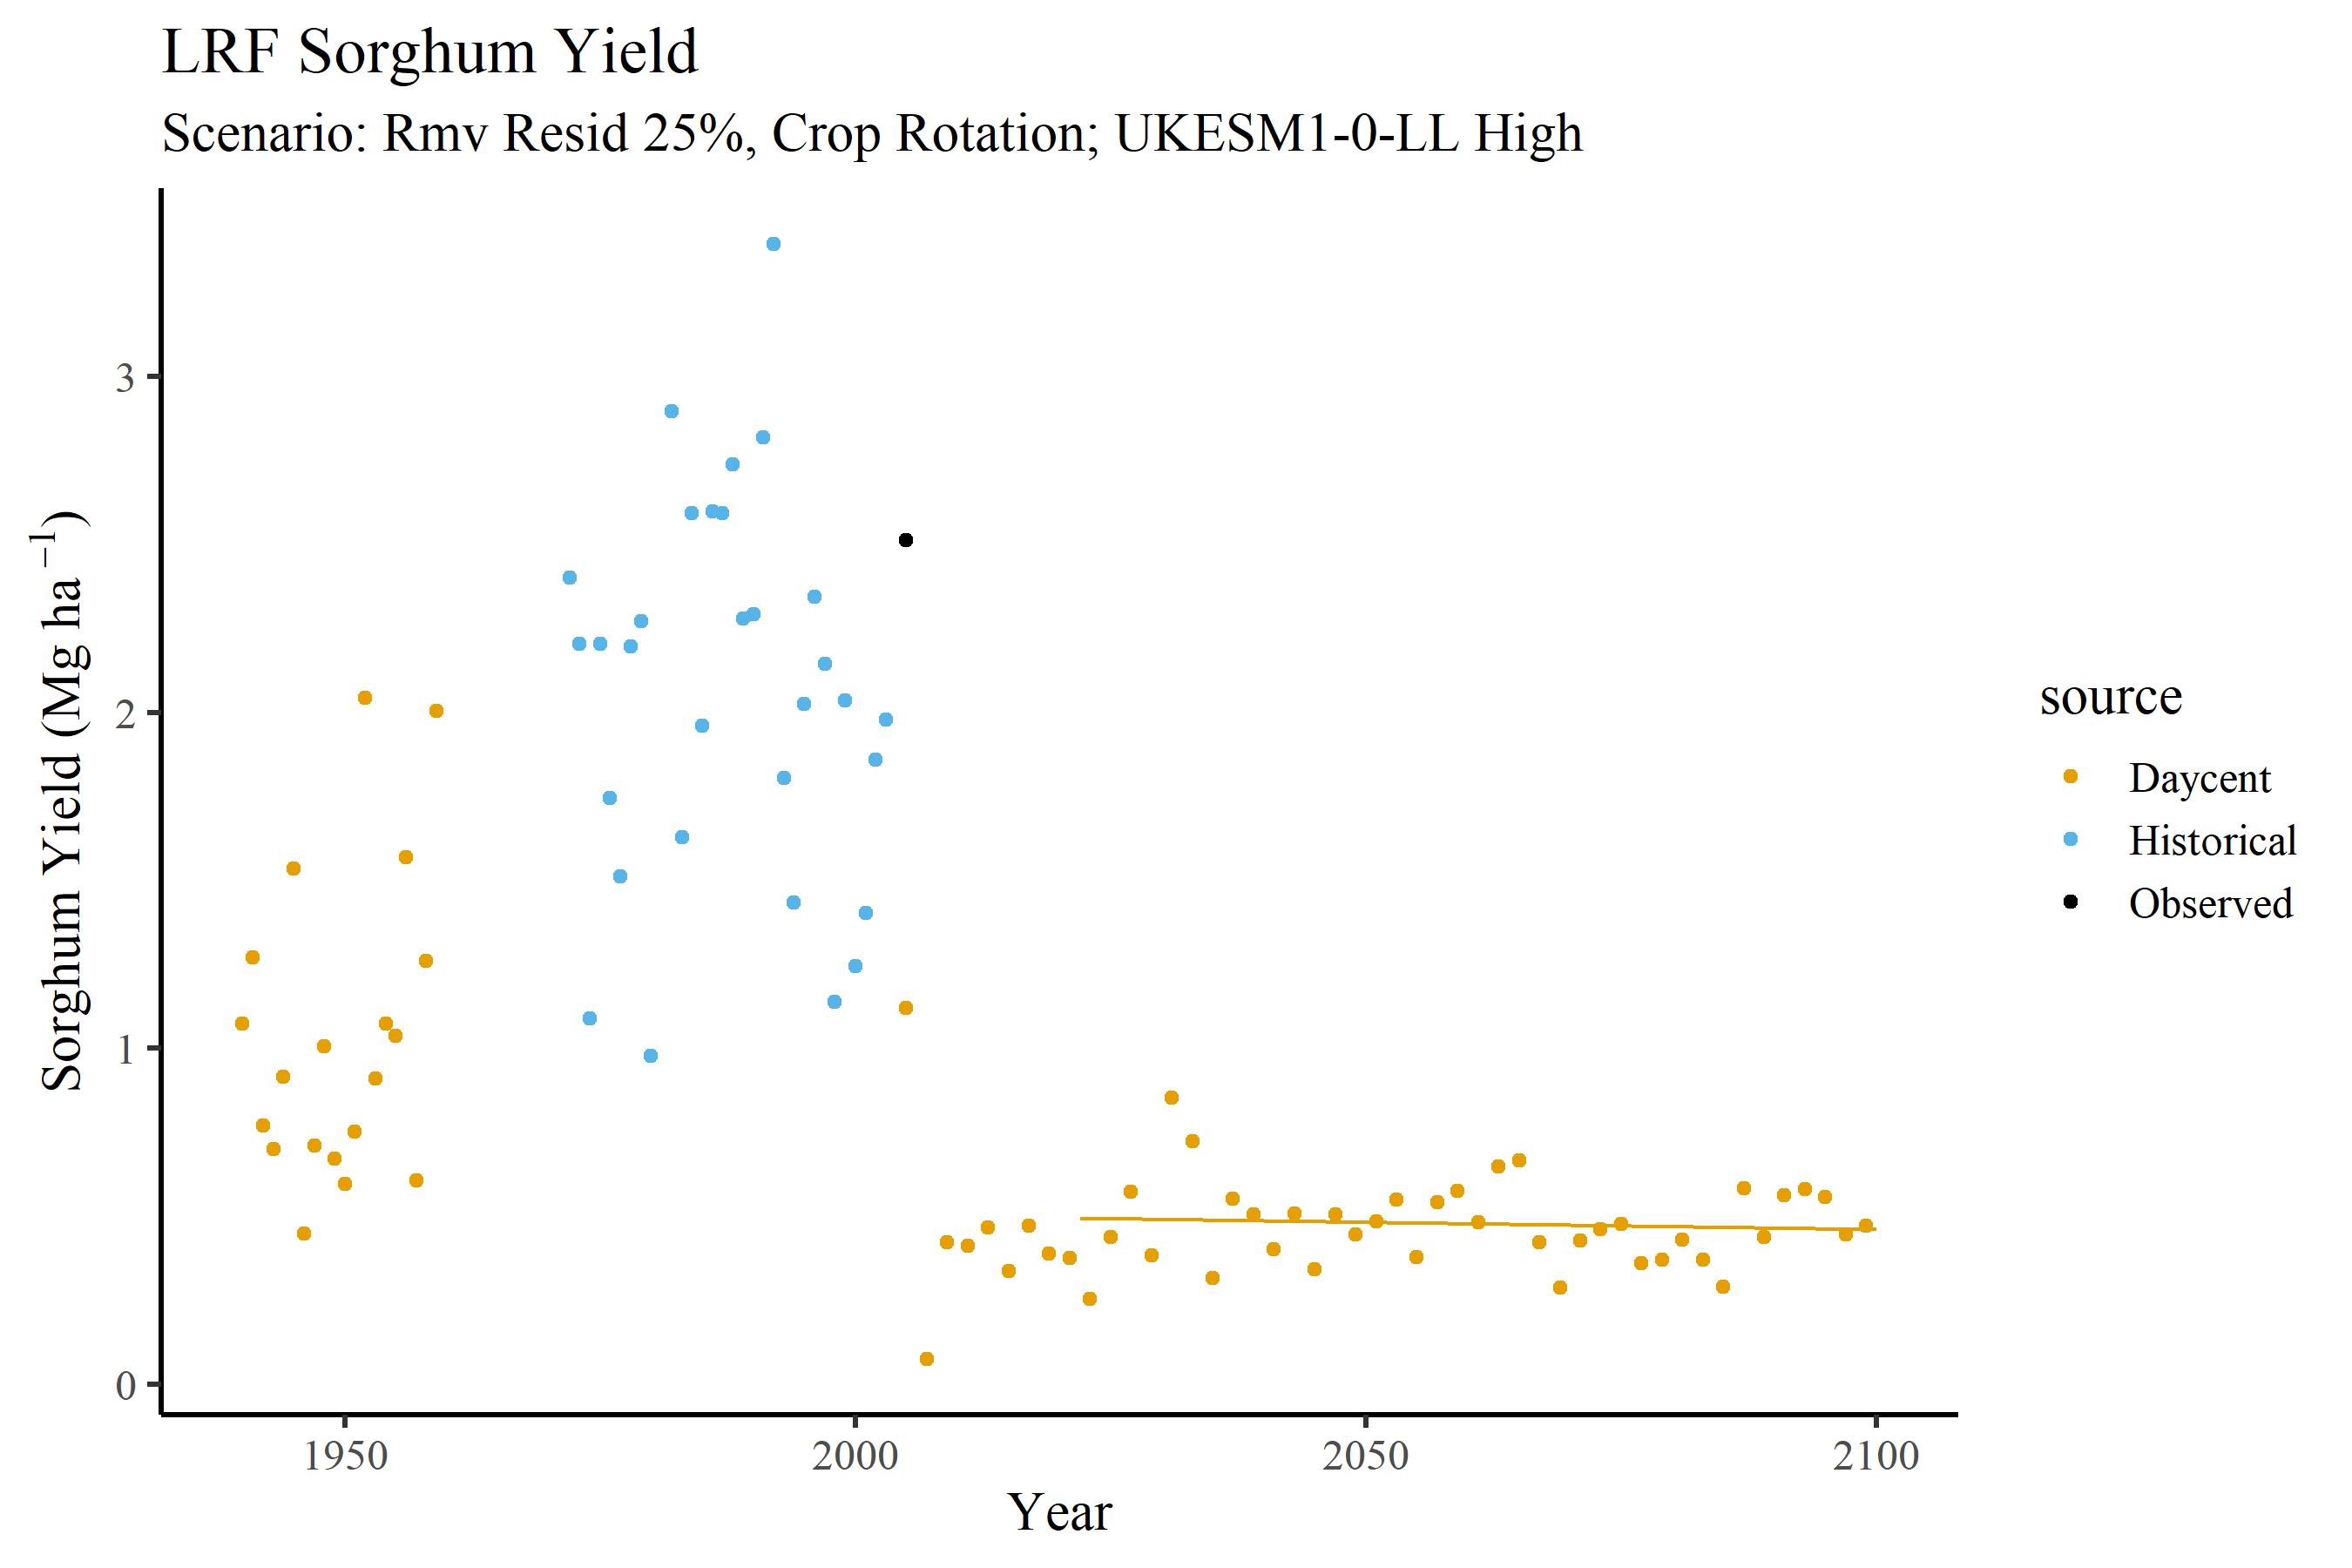 LRF Sorghum Yield
Scenario: Rmv Resid 25%, Crop Rotation; UKESM1-0-LL High
Sorghum Yield (Mg ha⁻¹)
3
2
1
0
1950 2000 2050 2100
Year
source
Daycent
Historical
Observed